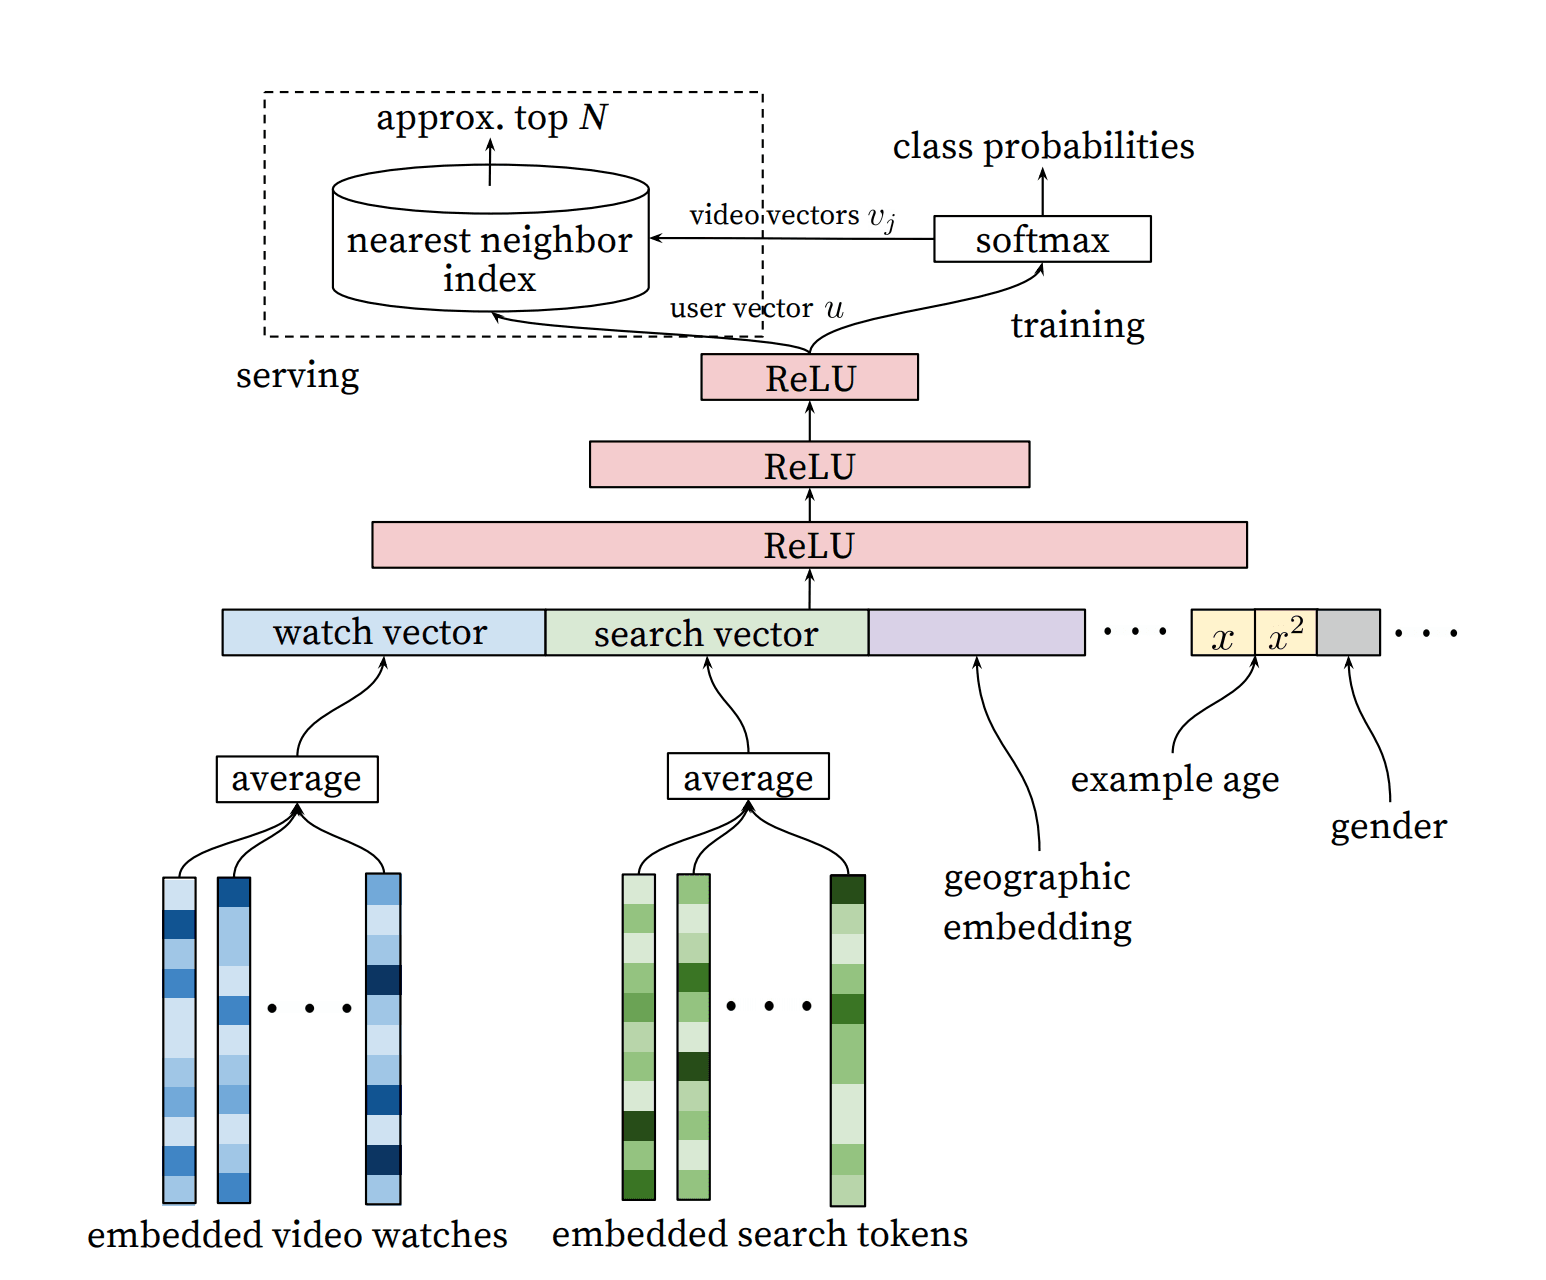 approx. top N
class probabilities
video vectors v_j
nearest neighbor
index
softmax
user vector u
training
serving
ReLU
ReLU
ReLU
watch vector
search vector
x
x²
average
average
example age
gender
geographic
embedding
embedded video watches
embedded search tokens